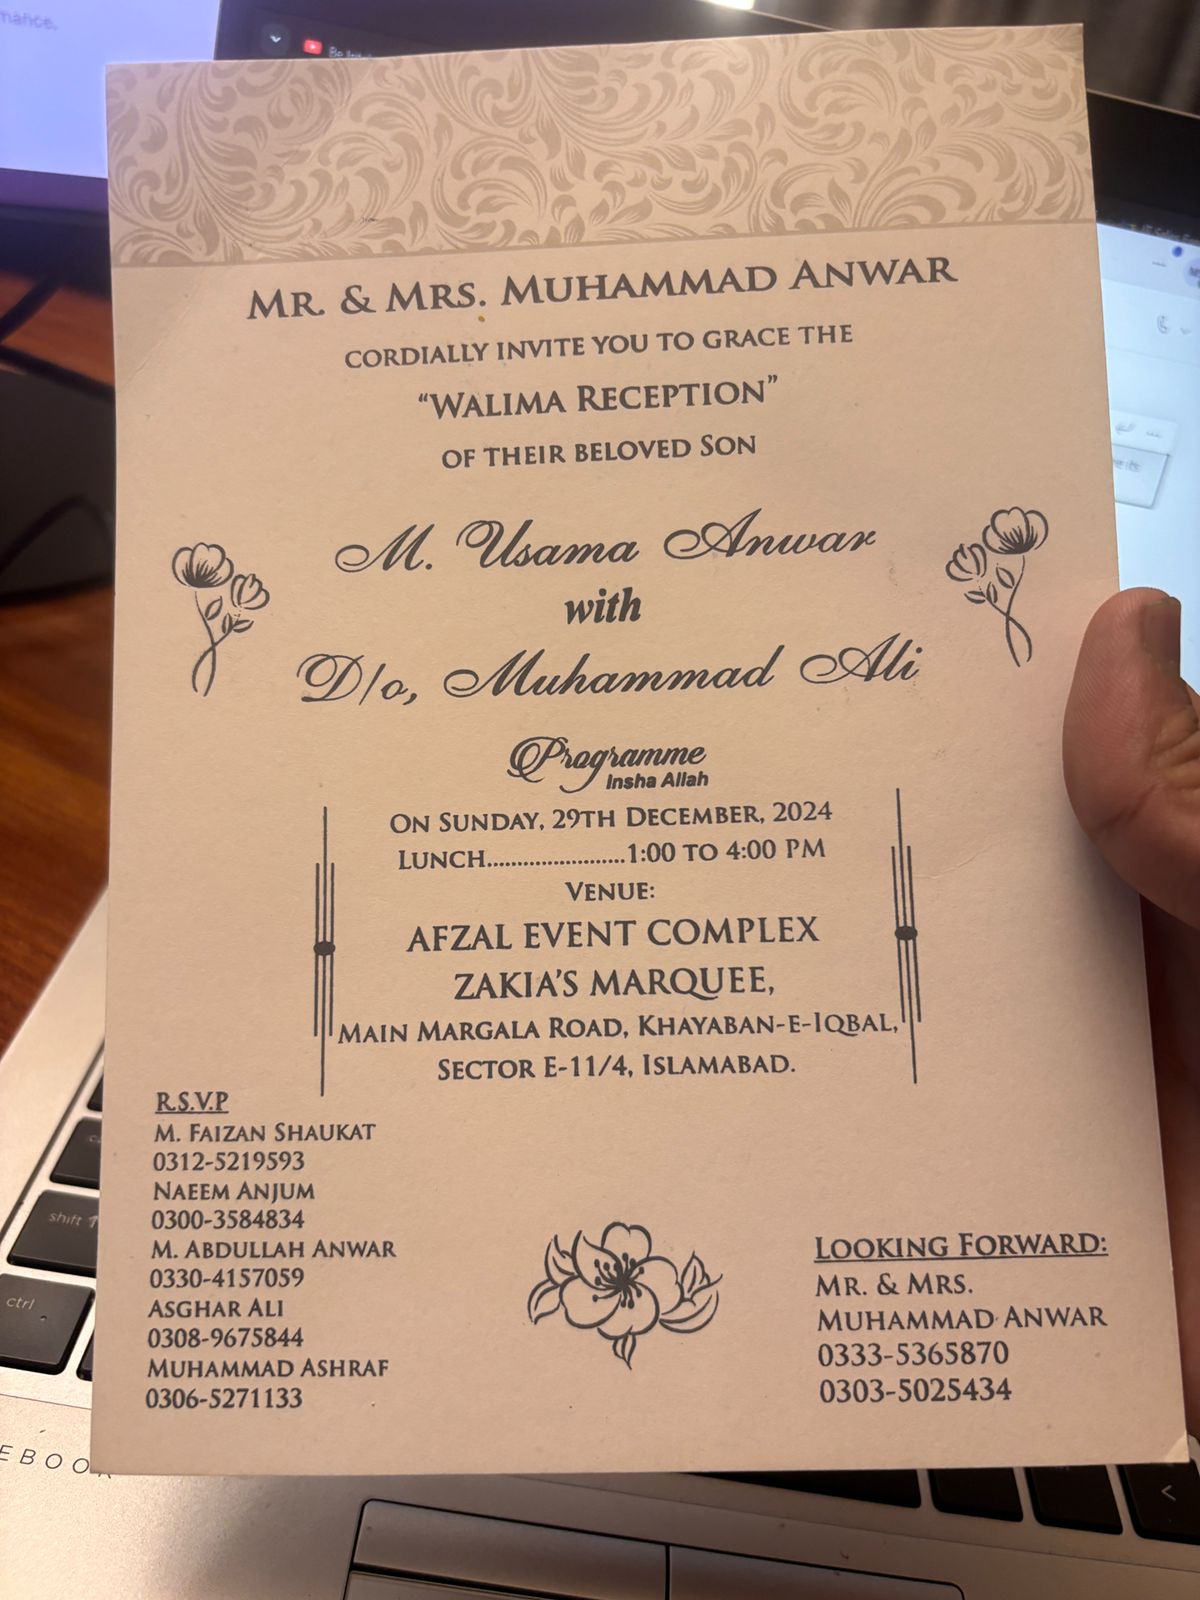 mance.
MR. & MRS. MUHAMMAD ANWAR
CORDIALLY INVITE YOU TO GRACE THE
“WALIMA RECEPTION”
OF THEIR BELOVED SON
M. Usama Anwar
with
D/o, Muhammad Ali
Programme
Insha Allah
ON SUNDAY, 29TH DECEMBER, 2024
LUNCH.......................1:00 TO 4:00 PM
VENUE:
AFZAL EVENT COMPLEX
ZAKIA'S MARQUEE,
MAIN MARGALA ROAD, KHAYABAN-E-IQBAL,
SECTOR E-11/4, ISLAMABAD.
R.S.V.P
M. FAIZAN SHAUKAT
0312-5219593
NAEEM ANJUM
0300-3584834
M. ABDULLAH ANWAR
0330-4157059
ASGHAR ALI
0308-9675844
MUHAMMAD ASHRAF
0306-5271133
LOOKING FORWARD:
MR. & MRS.
MUHAMMAD ANWAR
0333-5365870
0303-5025434
shift
ctrl
EBOOK
<